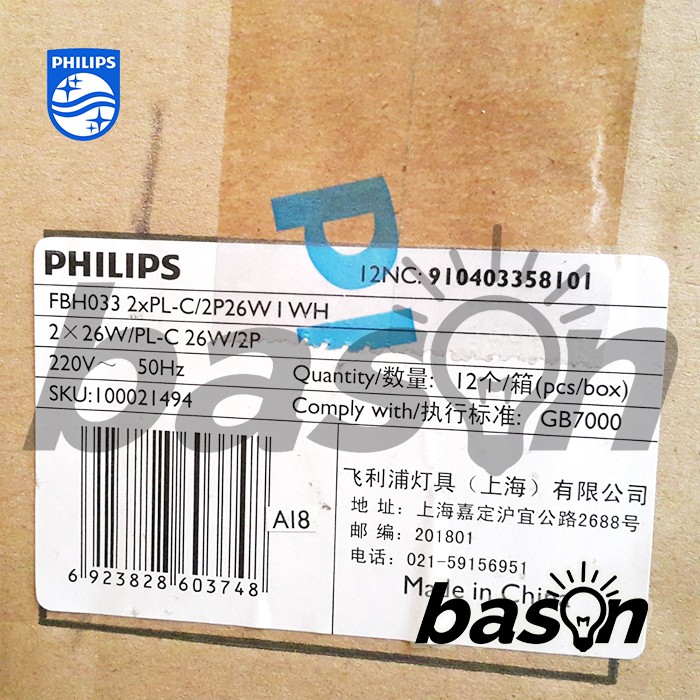 PHILIPS
PHILIPS 12NC: 910403358101
FBH033 2xPL-C/2P26W I WH
2×26W/PL-C 26W/2P
220V～ 50Hz
Quantity/数量: 12个/箱(pcs/box)
SKU:100021494
Comply with/执行标准: GB7000
A18
6 923828 603748
飞利浦灯具（上海）有限公司
地 址: 上海嘉定沪宜公路2688号
邮 编: 201801
电话: 021-59156951
Made in China
bason
bason